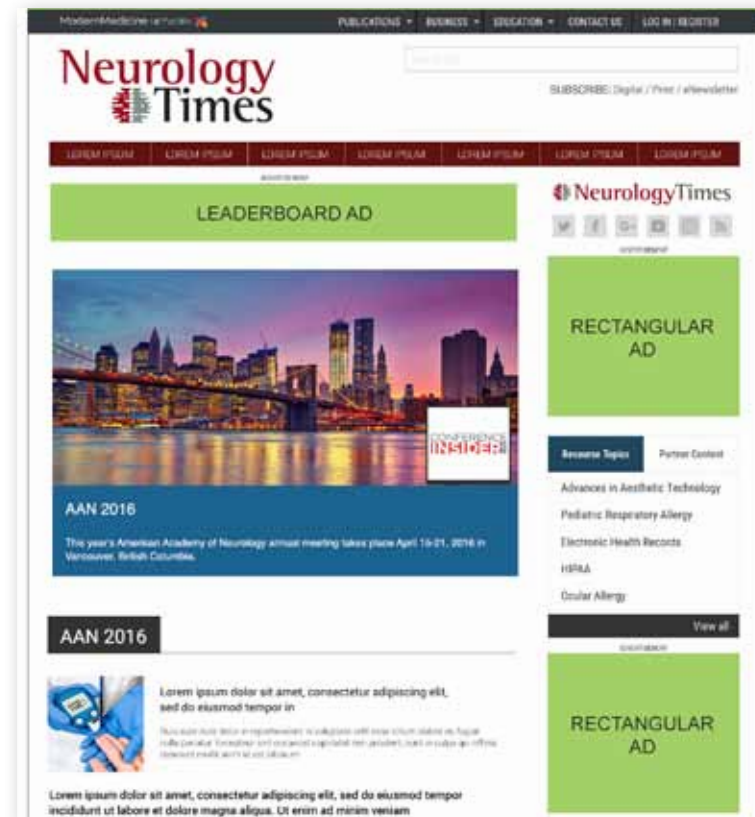 ModernMedicine NETWORK
PUBLICATIONS BUSINESS EDUCATION CONTACT US LOG IN | REGISTER
Neurology
Times
SUBSCRIBE: Digital / Print / eNewsletter
LOREM IPSUM LOREM IPSUM LOREM IPSUM LOREM IPSUM LOREM IPSUM LOREM IPSUM LOREM IPSUM
ADVERTISEMENT
LEADERBOARD AD
CONFERENCE
INSIDER
AAN 2016
This year's American Academy of Neurology annual meeting takes place April 15-21, 2016 in
Vancouver, British Columbia.
AAN 2016
Lorem ipsum dolor sit amet, consectetur adipiscing elit,
sed do eiusmod tempor in
Lorem ipsum dolor sit amet, consectetur adipiscing elit, sed do eiusmod tempor
incididunt ut labore et dolore magna aliqua. Ut enim ad minim veniam
NeurologyTimes
ADVERTISEMENT
RECTANGULAR
AD
Resource Topics Partner Content
Advances in Aesthetic Technology
Pediatric Respiratory Allergy
Electronic Health Records
HIPAA
Ocular Allergy
View all
ADVERTISEMENT
RECTANGULAR
AD